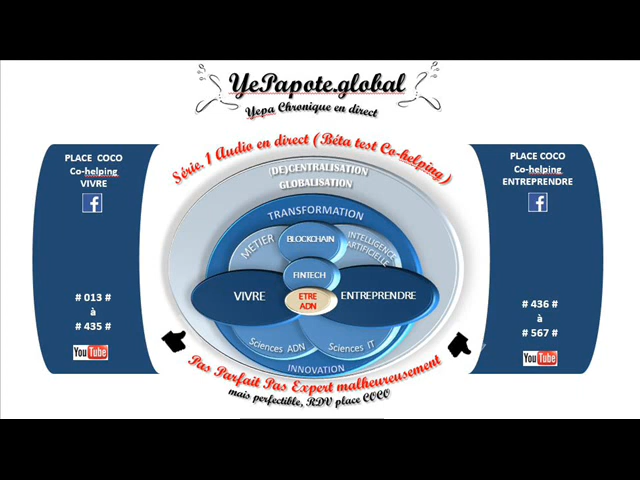 YePapote.global
Yepa Chronique en direct
Série, 1 Audio en direct (Béta test Co-helping)
PLACE COCO
Co-helping
VIVRE
f
# 013 #
à
# 435 #
YouTube
(DE)CENTRALISATION
GLOBALISATION
TRANSFORMATION
METIER
BLOCKCHAIN
INTELLIGENCE
ARTIFICIELLE
FINTECH
VIVRE
ETRE
ADN
ENTREPRENDRE
Sciences ADN
Sciences IT
INNOVATION
PLACE COCO
Co-helping
ENTREPRENDRE
f
# 436 #
à
# 567 #
YouTube
Pas Parfait Pas Expert malheureusement
mais perfectible, RDV place COCO